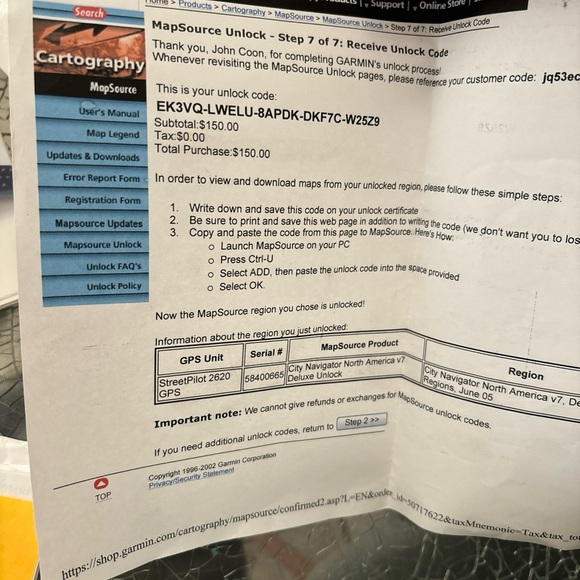 Support | Online Store |
Home > Products > Cartography > MapSource > MapSource Unlock > Step 7 of 7: Receive Unlock Code
Search
Cartography
MapSource
User's Manual
Map Legend
Updates & Downloads
Error Report Form
Registration Form
Mapsource Updates
Mapsource Unlock
Unlock FAQ's
Unlock Policy
MapSource Unlock - Step 7 of 7: Receive Unlock Code
Thank you, John Coon, for completing GARMIN's unlock process!
Whenever revisiting the MapSource Unlock pages, please reference your customer code: jq53ec
This is your unlock code:
EK3VQ-LWELU-8APDK-DKF7C-W25Z9
Subtotal:$150.00
Tax:$0.00
Total Purchase:$150.00
In order to view and download maps from your unlocked region, please follow these simple steps:
1. Write down and save this code on your unlock certificate
2. Be sure to print and save this web page in addition to writing the code (we don't want you to los
3. Copy and paste the code from this page to MapSource. Here's How:
o Launch MapSource on your PC
o Press Ctrl-U
o Select ADD, then paste the unlock code into the space provided
o Select OK.
Now the MapSource region you chose is unlocked!
Information about the region you just unlocked:
GPS Unit Serial # MapSource Product Region
StreetPilot 2620 GPS 58400665 City Navigator North America v7 Deluxe Unlock City Navigator North America v7, De
Regions, June 05
Important note: We cannot give refunds or exchanges for MapSource unlock codes.
If you need additional unlock codes, return to Step 2 >>
TOP
Copyright 1996-2002 Garmin Corporation
Privacy/Security Statement
https://shop.garmin.com/cartography/mapsource/confirmed2.asp?L=EN&order_id=50717622&taxMnemonic=Tax&tax_to